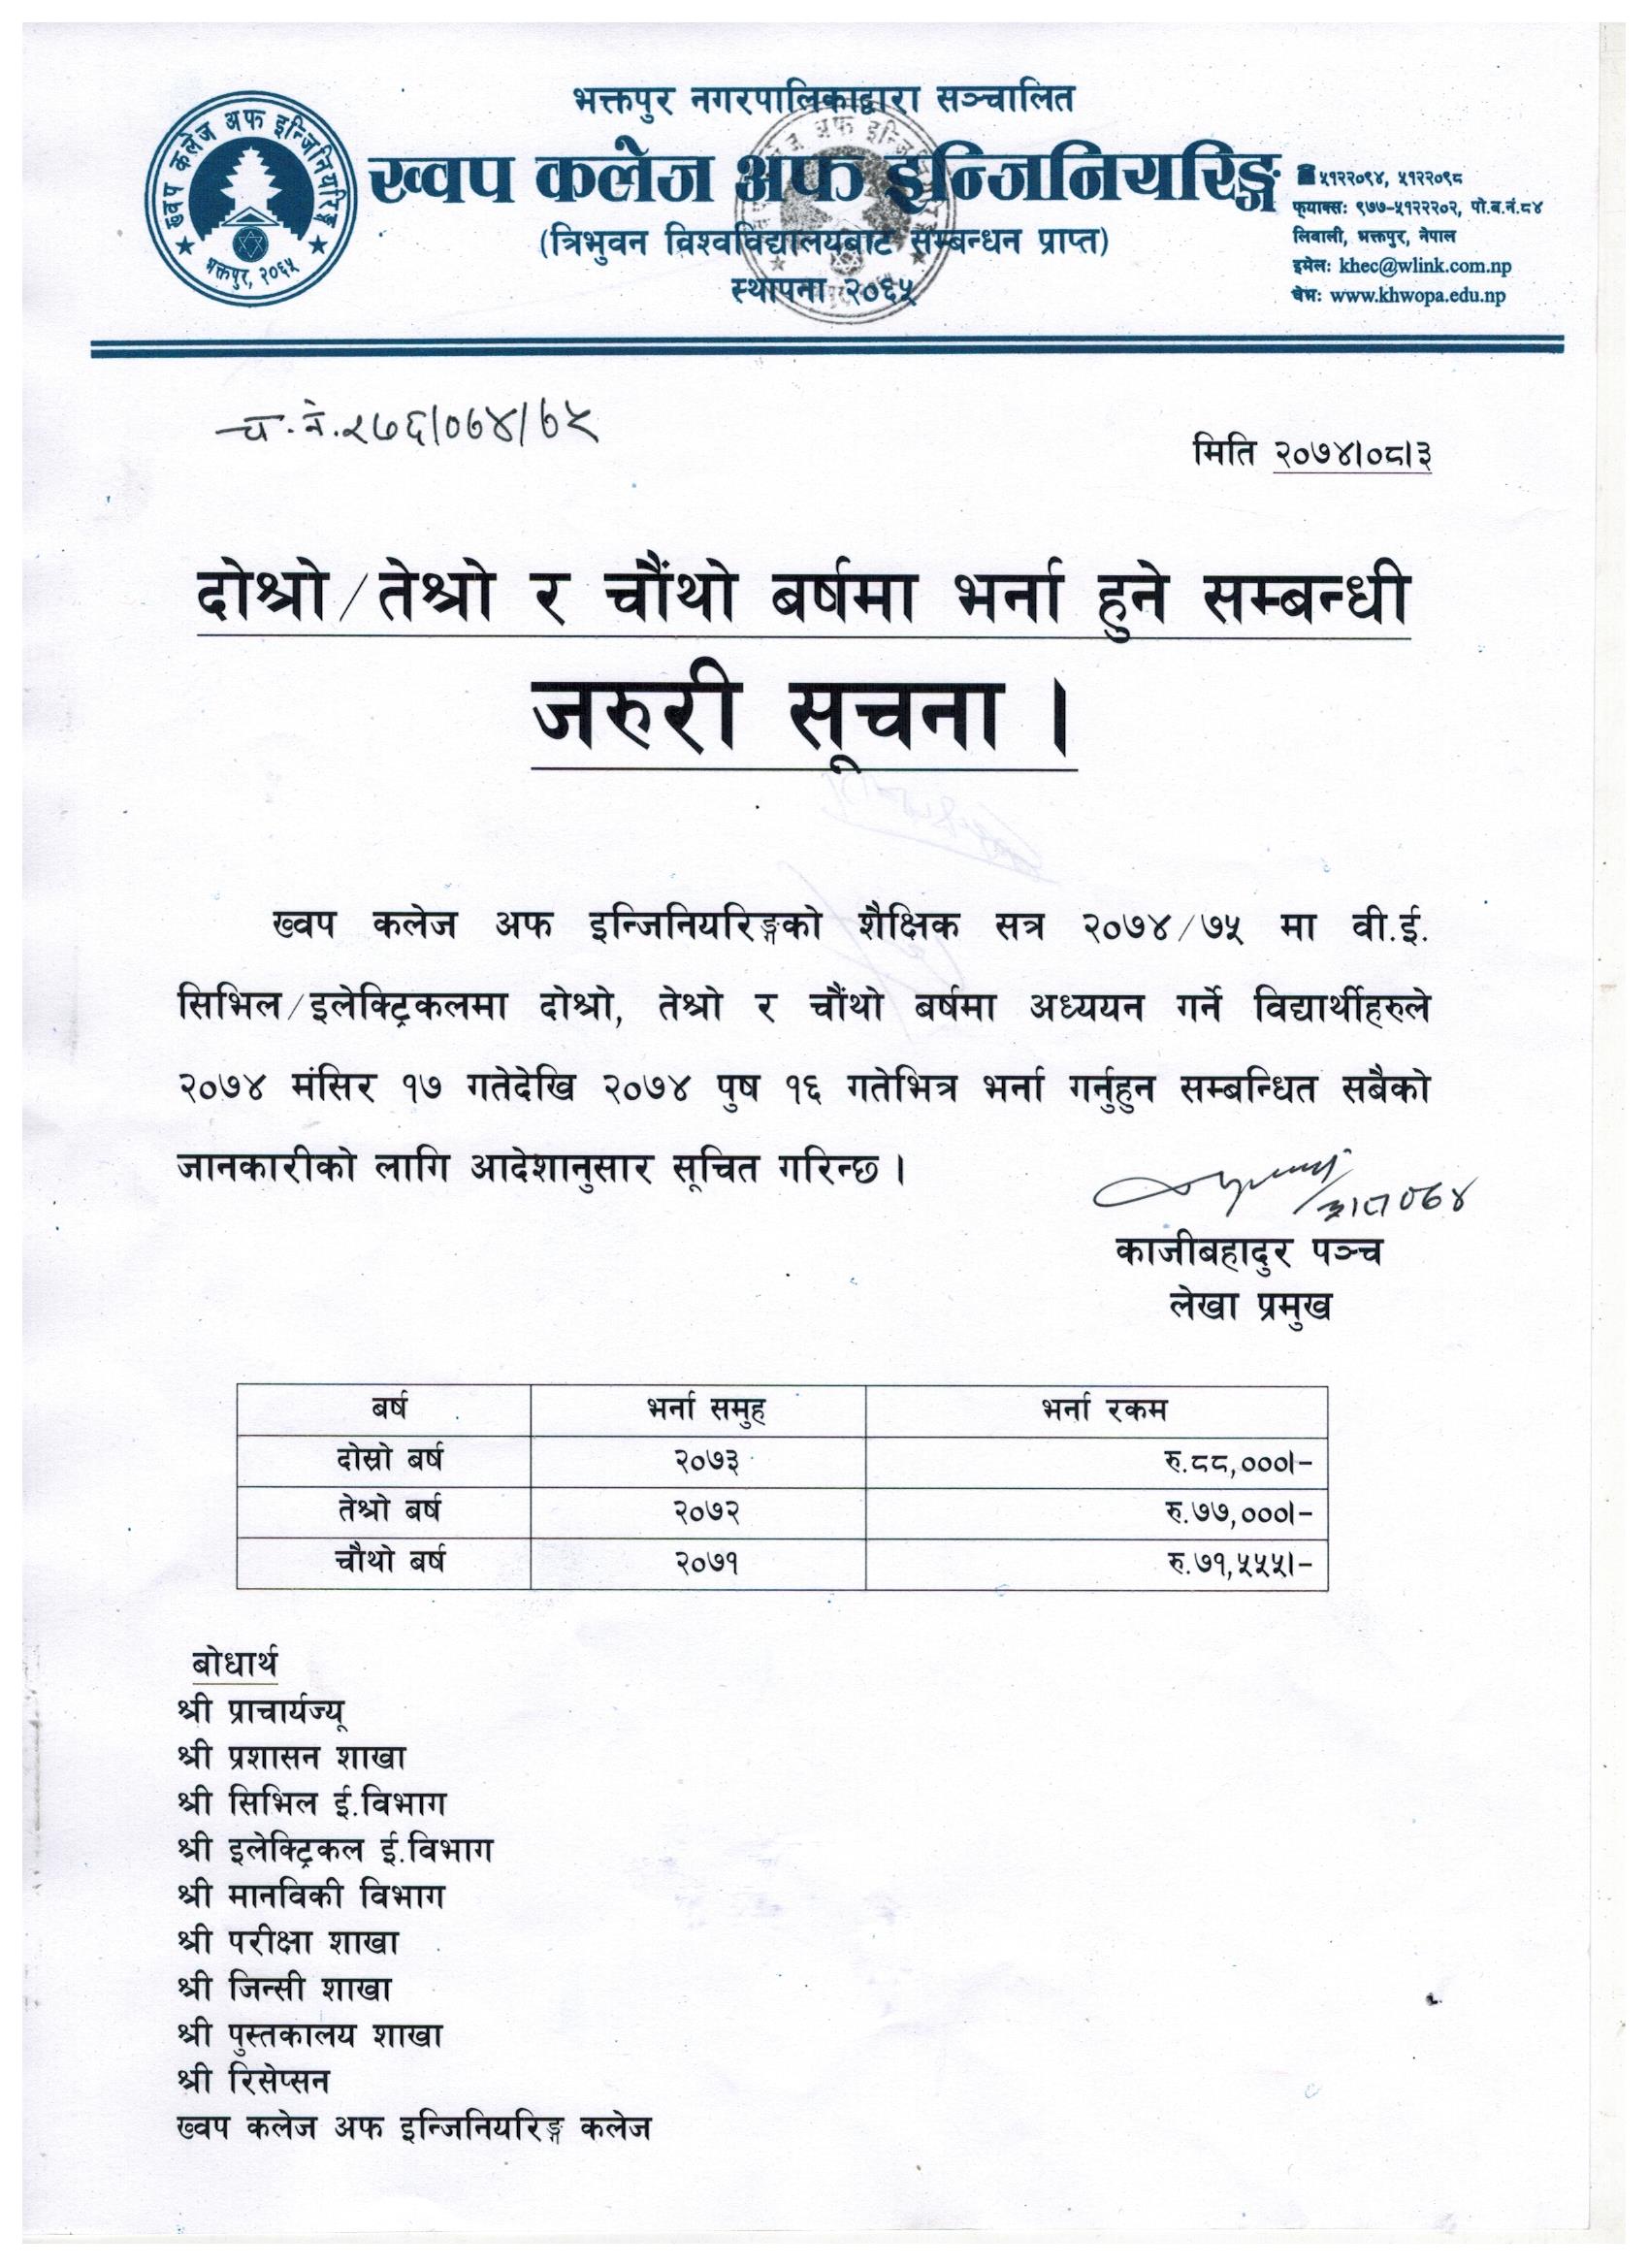 भक्तपुर नगरपालिकाद्वारा सञ्चालित
ख्वप कलेज अफ इन्जिनियरिङ्ग
(त्रिभुवन विश्वविद्यालयबाट सम्बन्धन प्राप्त)
स्थापना २०६५
ख्वप कलेज अफ इन्जिनियरिङ्ग
भक्तपुर, २०६५
☎५१२२०९४, ५१२२०९८
फ्याक्सः ९७७-५१२२२०२, पो.ब.नं.८४
लिवाली, भक्तपुर, नेपाल
इमेलः khec@wlink.com.np
वेभः www.khwopa.edu.np
च.नं.२७६/०७४/७५
मिति २०७४।०८।३
दोश्रो/तेश्रो र चौंथो बर्षमा भर्ना हुने सम्बन्धी
जरुरी सूचना ।
ख्वप कलेज अफ इन्जिनियरिङ्गको शैक्षिक सत्र २०७४/७५ मा वी.ई.
सिभिल/इलेक्ट्रिकलमा दोश्रो, तेश्रो र चौंथो बर्षमा अध्ययन गर्ने विद्यार्थीहरुले
२०७४ मंसिर १७ गतेदेखि २०७४ पुष १६ गतेभित्र भर्ना गर्नुहुन सम्बन्धित सबैको
जानकारीको लागि आदेशानुसार सूचित गरिन्छ ।
काजीबहादुर पञ्च
लेखा प्रमुख
बर्ष भर्ना समुह भर्ना रकम
दोस्रो बर्ष २०७३ रु.८८,०००।-
तेश्रो बर्ष २०७२ रु.७७,०००।-
चौथो बर्ष २०७१ रु.७१,५५५।-
बोधार्थ
श्री प्राचार्यज्यू
श्री प्रशासन शाखा
श्री सिभिल ई.विभाग
श्री इलेक्ट्रिकल ई.विभाग
श्री मानविकी विभाग
श्री परीक्षा शाखा
श्री जिन्सी शाखा
श्री पुस्तकालय शाखा
श्री रिसेप्सन
ख्वप कलेज अफ इन्जिनियरिङ्ग कलेज